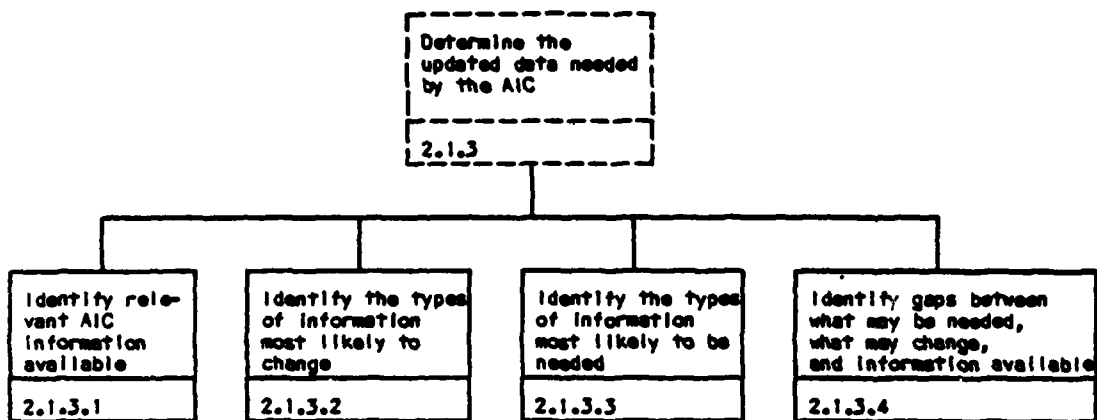 Determine the
updated data needed
by the AIC
2.1.3
Identify rele-
vant AIC
information
available
2.1.3.1
Identify the types
of information
most likely to
change
2.1.3.2
Identify the types
of information
most likely to be
needed
2.1.3.3
Identify gaps between
what may be needed,
what may change,
and information available
2.1.3.4